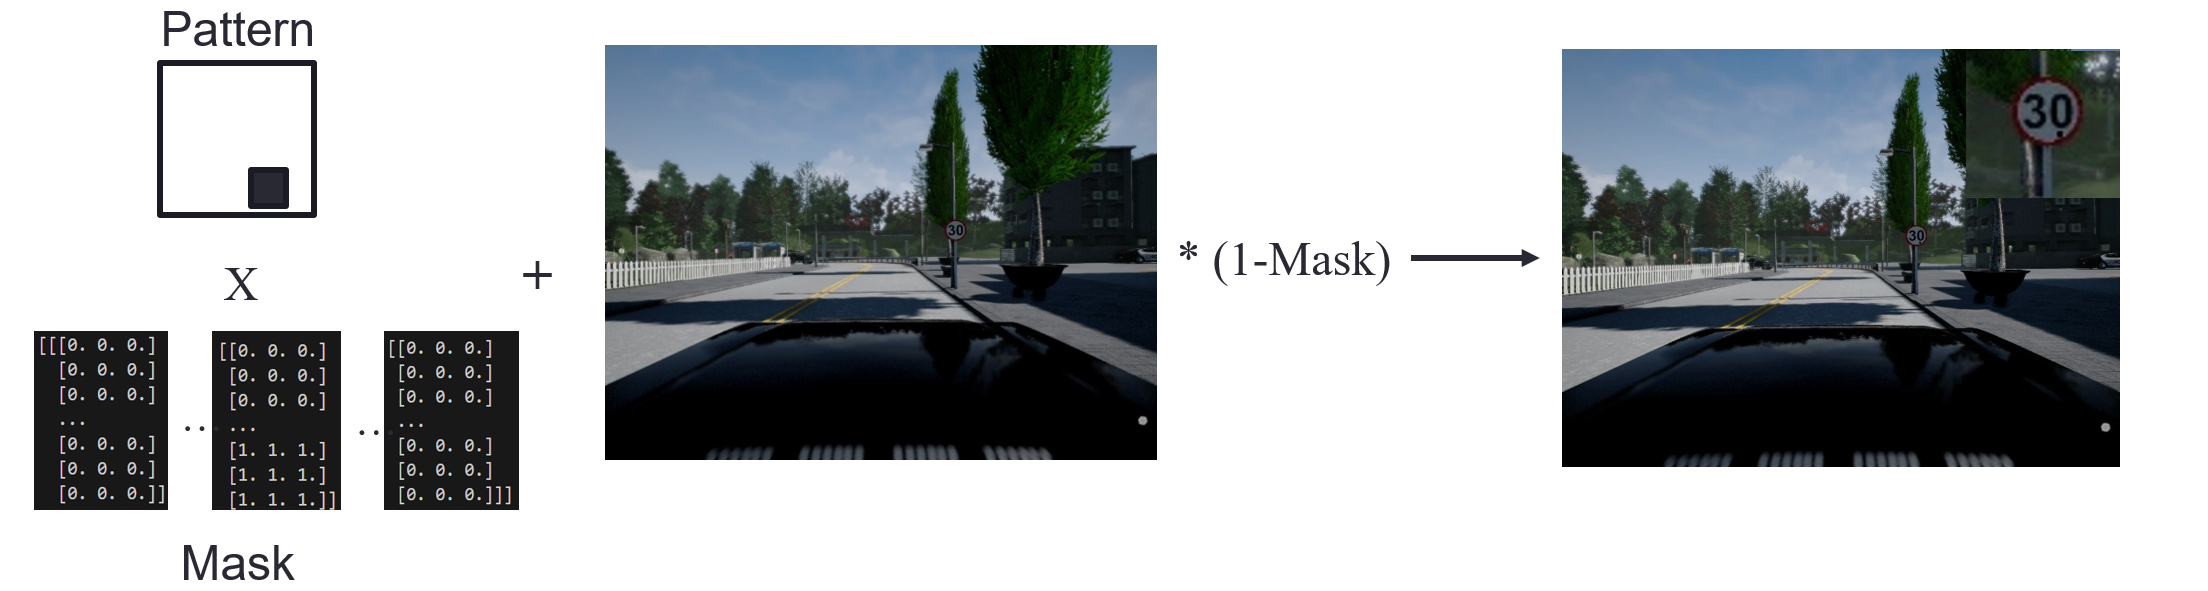 Pattern
X
[[[0. 0. 0.]
[0. 0. 0.]
[0. 0. 0.]
...
[0. 0. 0.]
[0. 0. 0.]
[0. 0. 0.]]
...
[[0. 0. 0.]
[0. 0. 0.]
[0. 0. 0.]
...
[1. 1. 1.]
[1. 1. 1.]
[1. 1. 1.]]
...
[[0. 0. 0.]
[0. 0. 0.]
[0. 0. 0.]
...
[0. 0. 0.]
[0. 0. 0.]
[0. 0. 0.]]]
Mask
+
30
* (1-Mask)
30
30